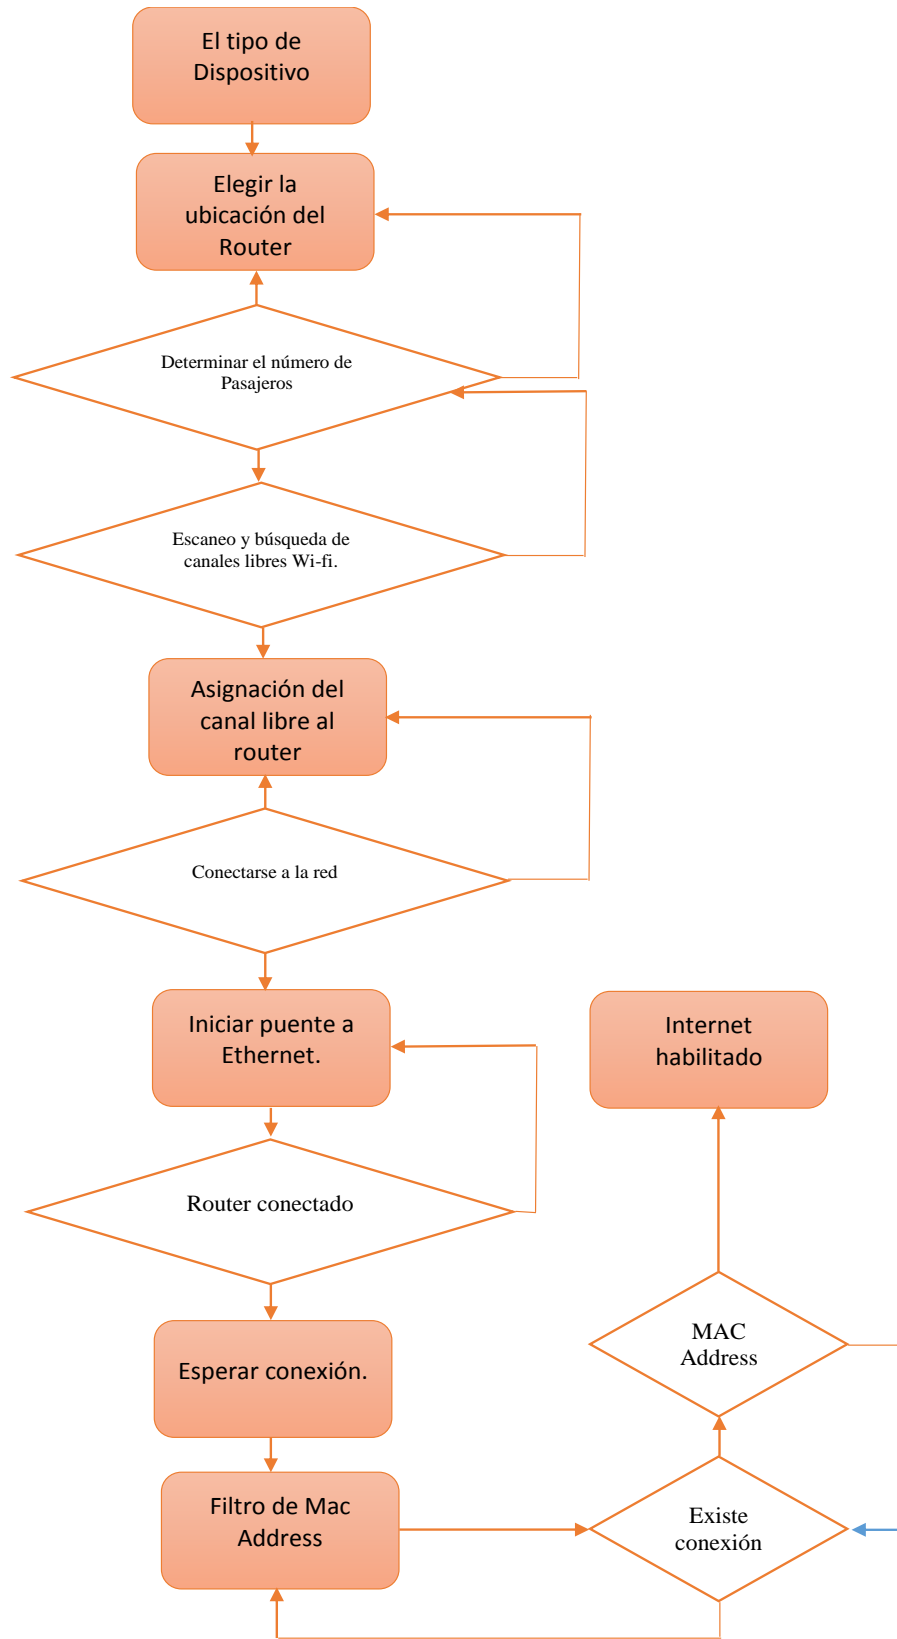 El tipo de
Dispositivo
Elegir la
ubicación del
Router
Determinar el número de
Pasajeros
Escaneo y búsqueda de
canales libres Wi-fi.
Asignación del
canal libre al
router
Conectarse a la red
Iniciar puente a
Ethernet.
Router conectado
Esperar conexión.
Filtro de Mac
Address
Internet
habilitado
MAC
Address
Existe
conexión